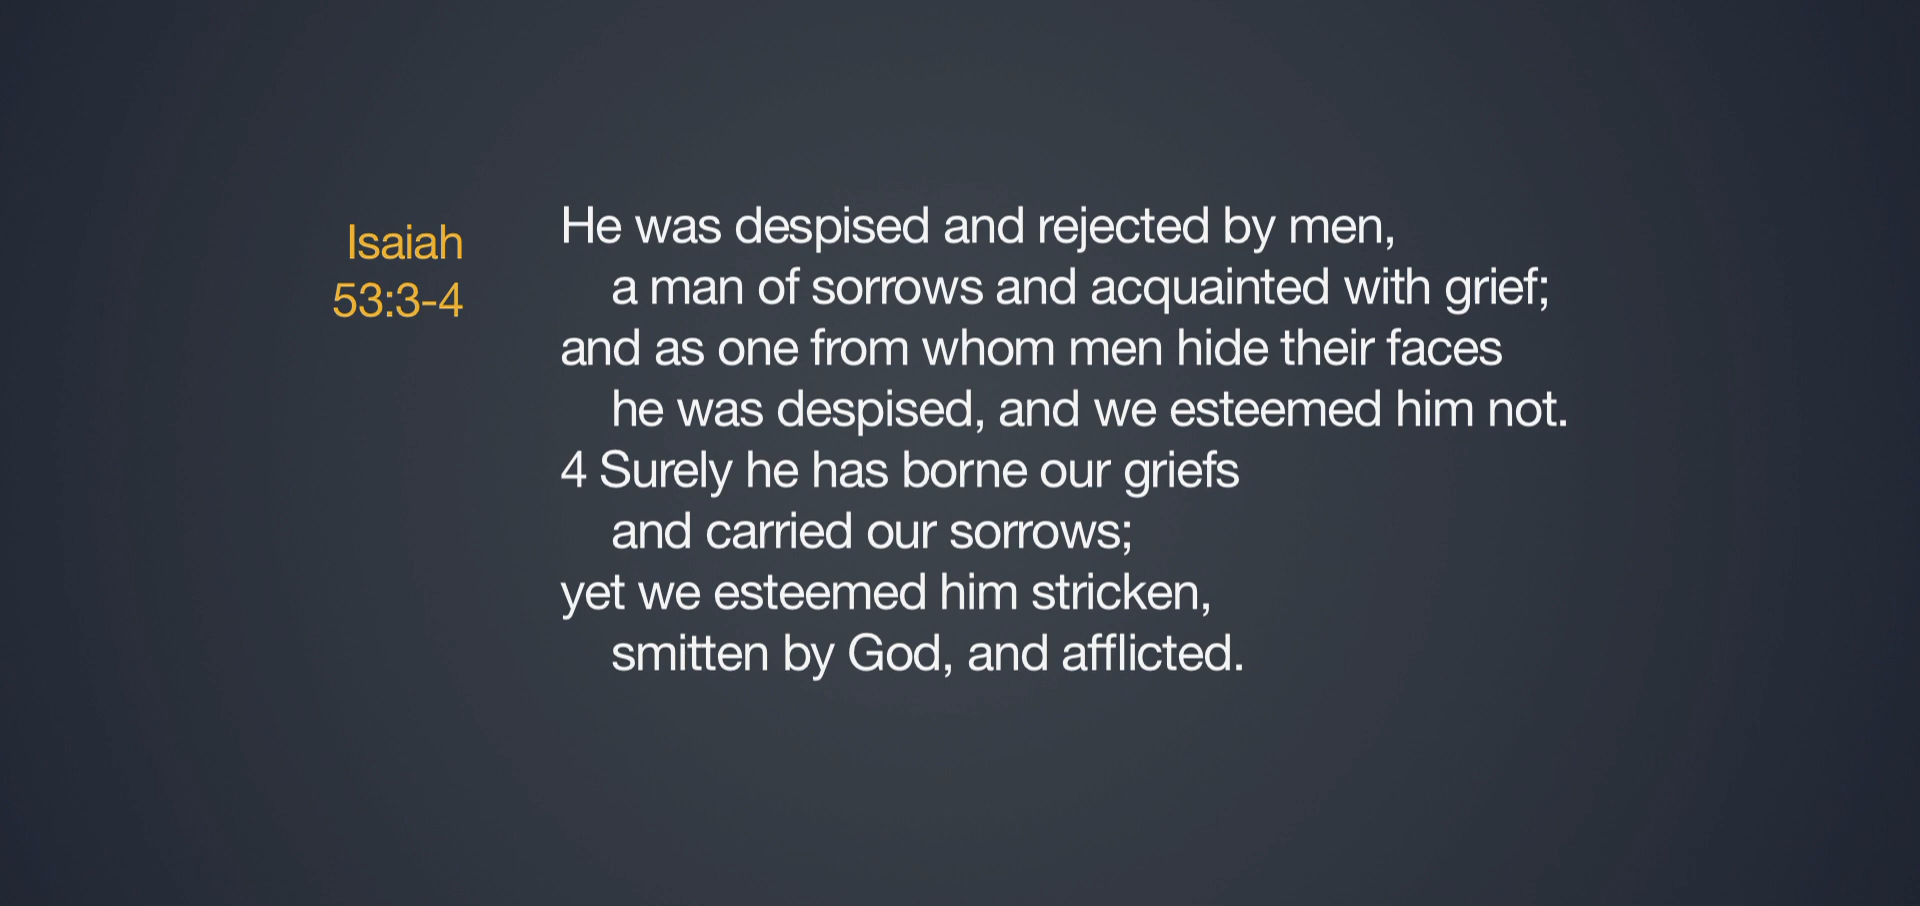 Isaiah
53:3-4
He was despised and rejected by men,
a man of sorrows and acquainted with grief;
and as one from whom men hide their faces
he was despised, and we esteemed him not.
4 Surely he has borne our griefs
and carried our sorrows;
yet we esteemed him stricken,
smitten by God, and afflicted.